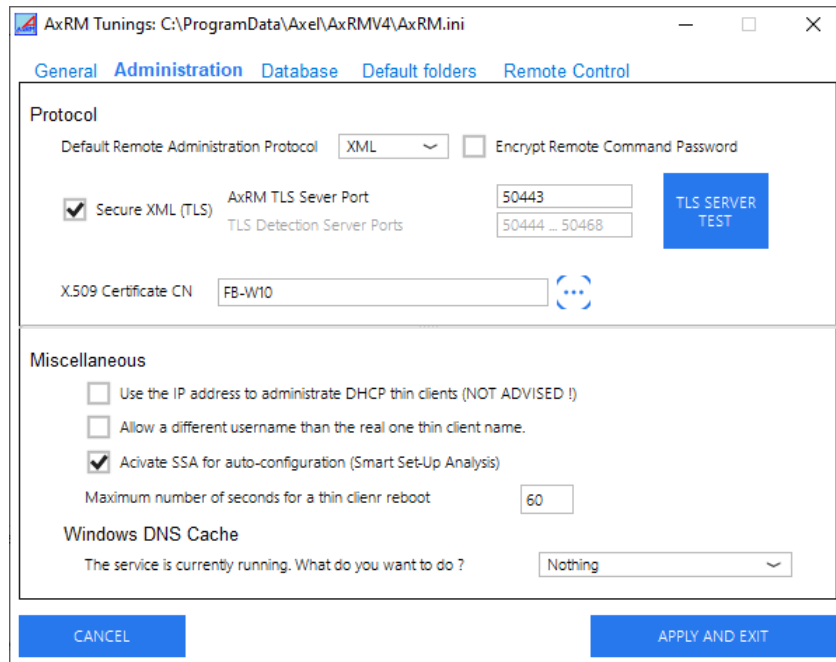 AxRM Tunings: C:\ProgramData\Axel\AxRMV4\AxRM.ini
General Administration Database Default folders Remote Control
Protocol
Default Remote Administration Protocol XML Encrypt Remote Command Password
Secure XML (TLS)
AxRM TLS Sever Port 50443
TLS Detection Server Ports 50444 ... 50468
TLS SERVER
TEST
X.509 Certificate CN FB-W10
Miscellaneous
Use the IP address to administrate DHCP thin clients (NOT ADVISED !)
Allow a different username than the real one thin client name.
Acivate SSA for auto-configuration (Smart Set-Up Analysis)
Maximum number of seconds for a thin clienr reboot 60
Windows DNS Cache
The service is currently running. What do you want to do ? Nothing
CANCEL APPLY AND EXIT